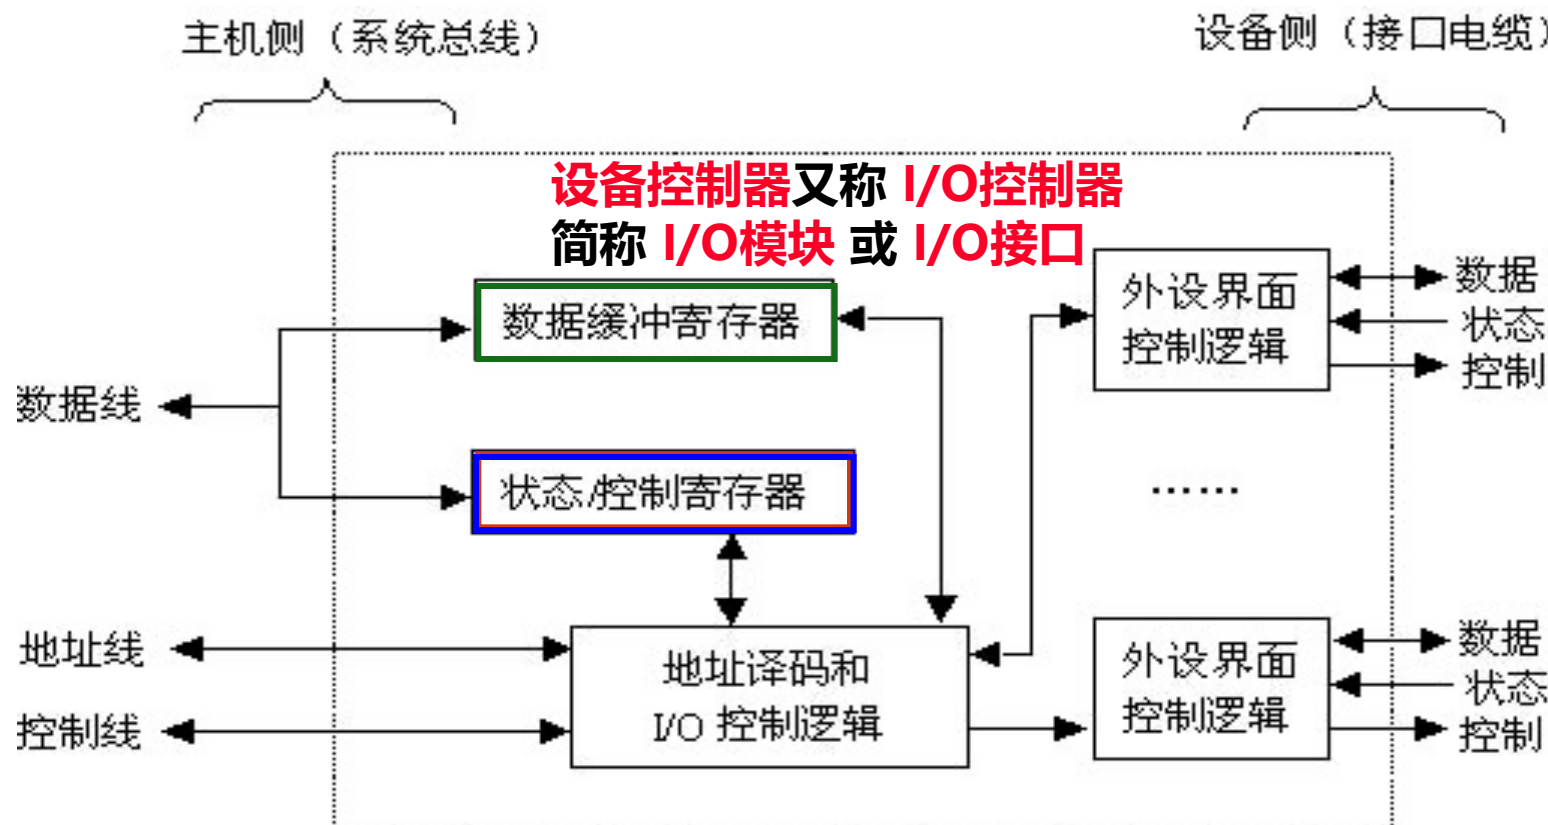 主机侧（系统总线）
设备侧（接口电缆）
设备控制器又称 I/O控制器
简称 I/O模块 或 I/O接口
数据缓冲寄存器
外设界面
控制逻辑
数据
状态
控制
数据线
状态/控制寄存器
……
地址线
控制线
地址译码和
I/O 控制逻辑
外设界面
控制逻辑
数据
状态
控制